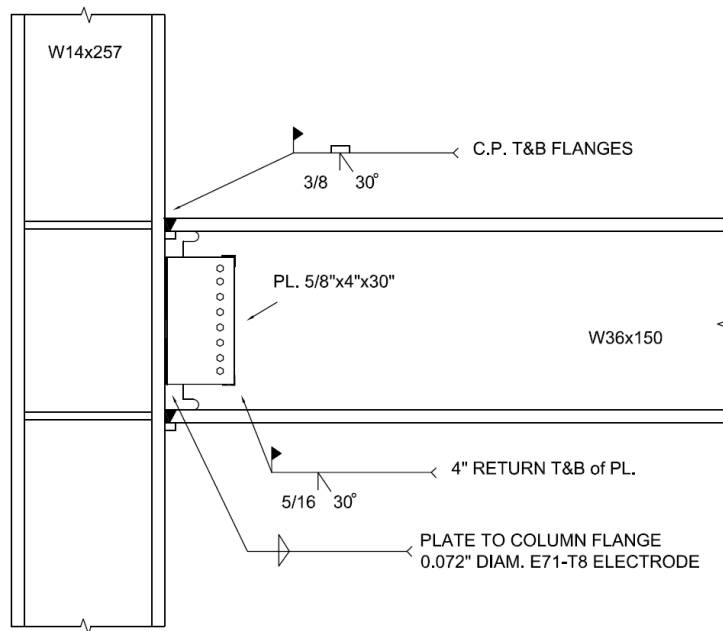 W14x257
C.P. T&B FLANGES
3/8 30°
PL. 5/8"x4"x30"
W36x150
4" RETURN T&B of PL.
5/16 30°
PLATE TO COLUMN FLANGE
0.072" DIAM. E71-T8 ELECTRODE